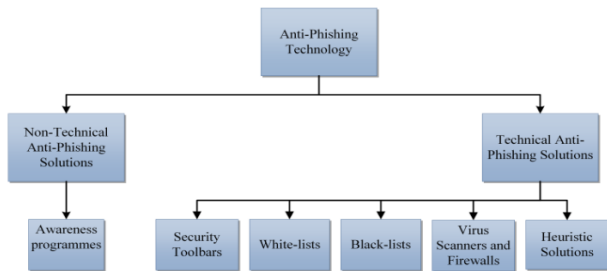 Anti-Phishing
Technology
Non-Technical
Anti-Phishing
Solutions
Technical Anti-
Phishing Solutions
Awareness
programmes
Security
Toolbars
White-lists
Black-lists
Virus
Scanners and
Firewalls
Heuristic
Solutions